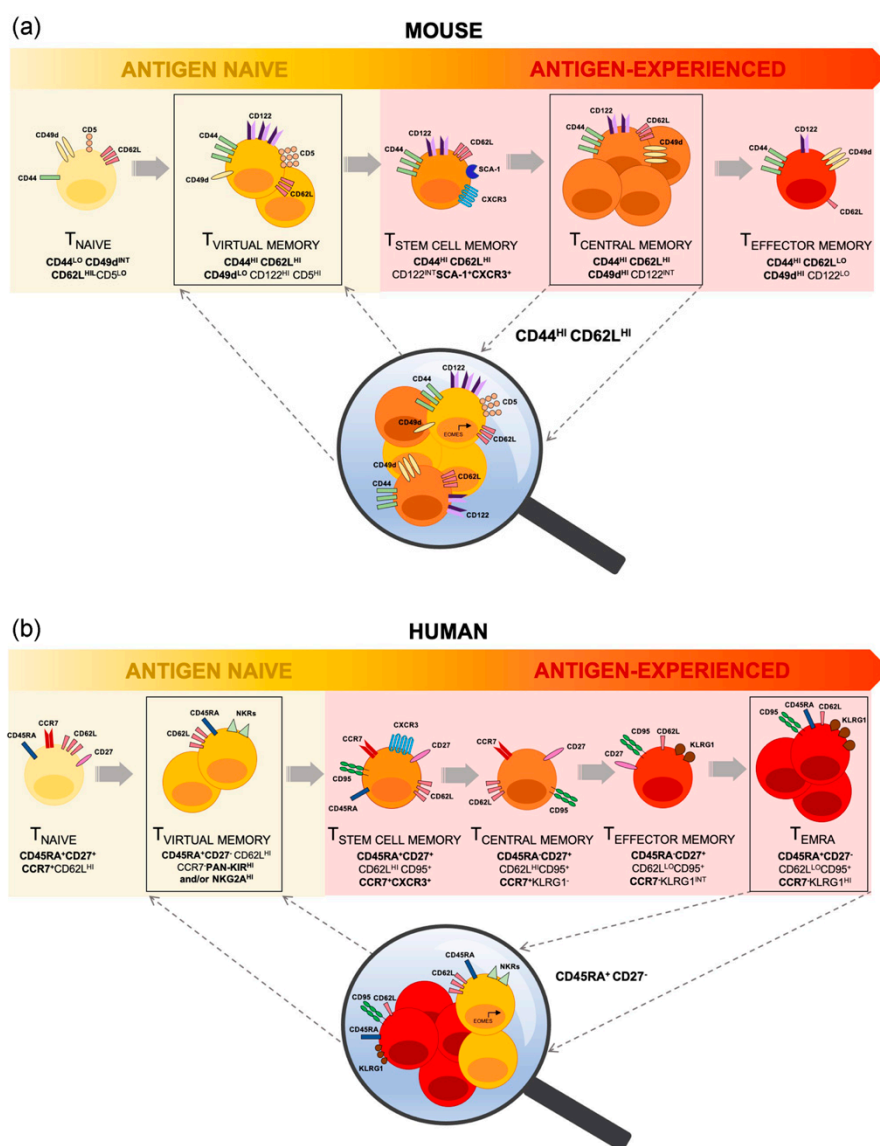 (a)
MOUSE
ANTIGEN NAIVE
ANTIGEN-EXPERIENCED
CD49d
CD5
CD62L
CD44
CD122
CD44
CD5
CD49d
CD62L
CD122
CD62L
CD44
SCA-1
CXCR3
CD122
CD62L
CD44
CD49d
CD122
CD44
CD49d
CD62L
TNAIVE
CD44LO CD49dINT
CD62LHILCD5LO
TVIRTUAL MEMORY
CD44HI CD62LHI
CD49dLO CD122HI CD5HI
TSTEM CELL MEMORY
CD44HI CD62LHI
CD122INTSCA-1+CXCR3+
TCENTRAL MEMORY
CD44HI CD62LHI
CD49dHI CD122INT
TEFFECTOR MEMORY
CD44HI CD62LLO
CD49dHI CD122LO
CD44HI CD62LHI
CD122
CD44
CD5
CD49d
EOMES
CD62L
CD49d
CD62L
CD44
CD122
(b)
HUMAN
ANTIGEN NAIVE
ANTIGEN-EXPERIENCED
CCR7
CD45RA
CD62L
CD27
CD45RA
NKRs
CD62L
CXCR3
CCR7
CD27
CD95
CD62L
CD45RA
CCR7
CD27
CD62L
CD95
CD95
CD62L
KLRG1
CD27
CD45RA
CD95
CD62L
KLRG1
TNAIVE
CD45RA+CD27+
CCR7+CD62LHI
TVIRTUAL MEMORY
CD45RA+CD27- CD62LHI
CCR7-PAN-KIRHI
and/or NKG2AHI
TSTEM CELL MEMORY
CD45RA+CD27+
CD62LHI CD95+
CCR7+CXCR3+
TCENTRAL MEMORY
CD45RA-CD27+
CD62LHICD95+
CCR7+KLRG1-
TEFFECTOR MEMORY
CD45RA-CD27+
CD62LLOCD95+
CCR7-KLRG1INT
TEMRA
CD45RA+CD27-
CD62LLOCD95+
CCR7-KLRG1HI
CD45RA+ CD27-
CD45RA
NKRs
CD62L
CD95
CD62L
EOMES
CD45RA
KLRG1